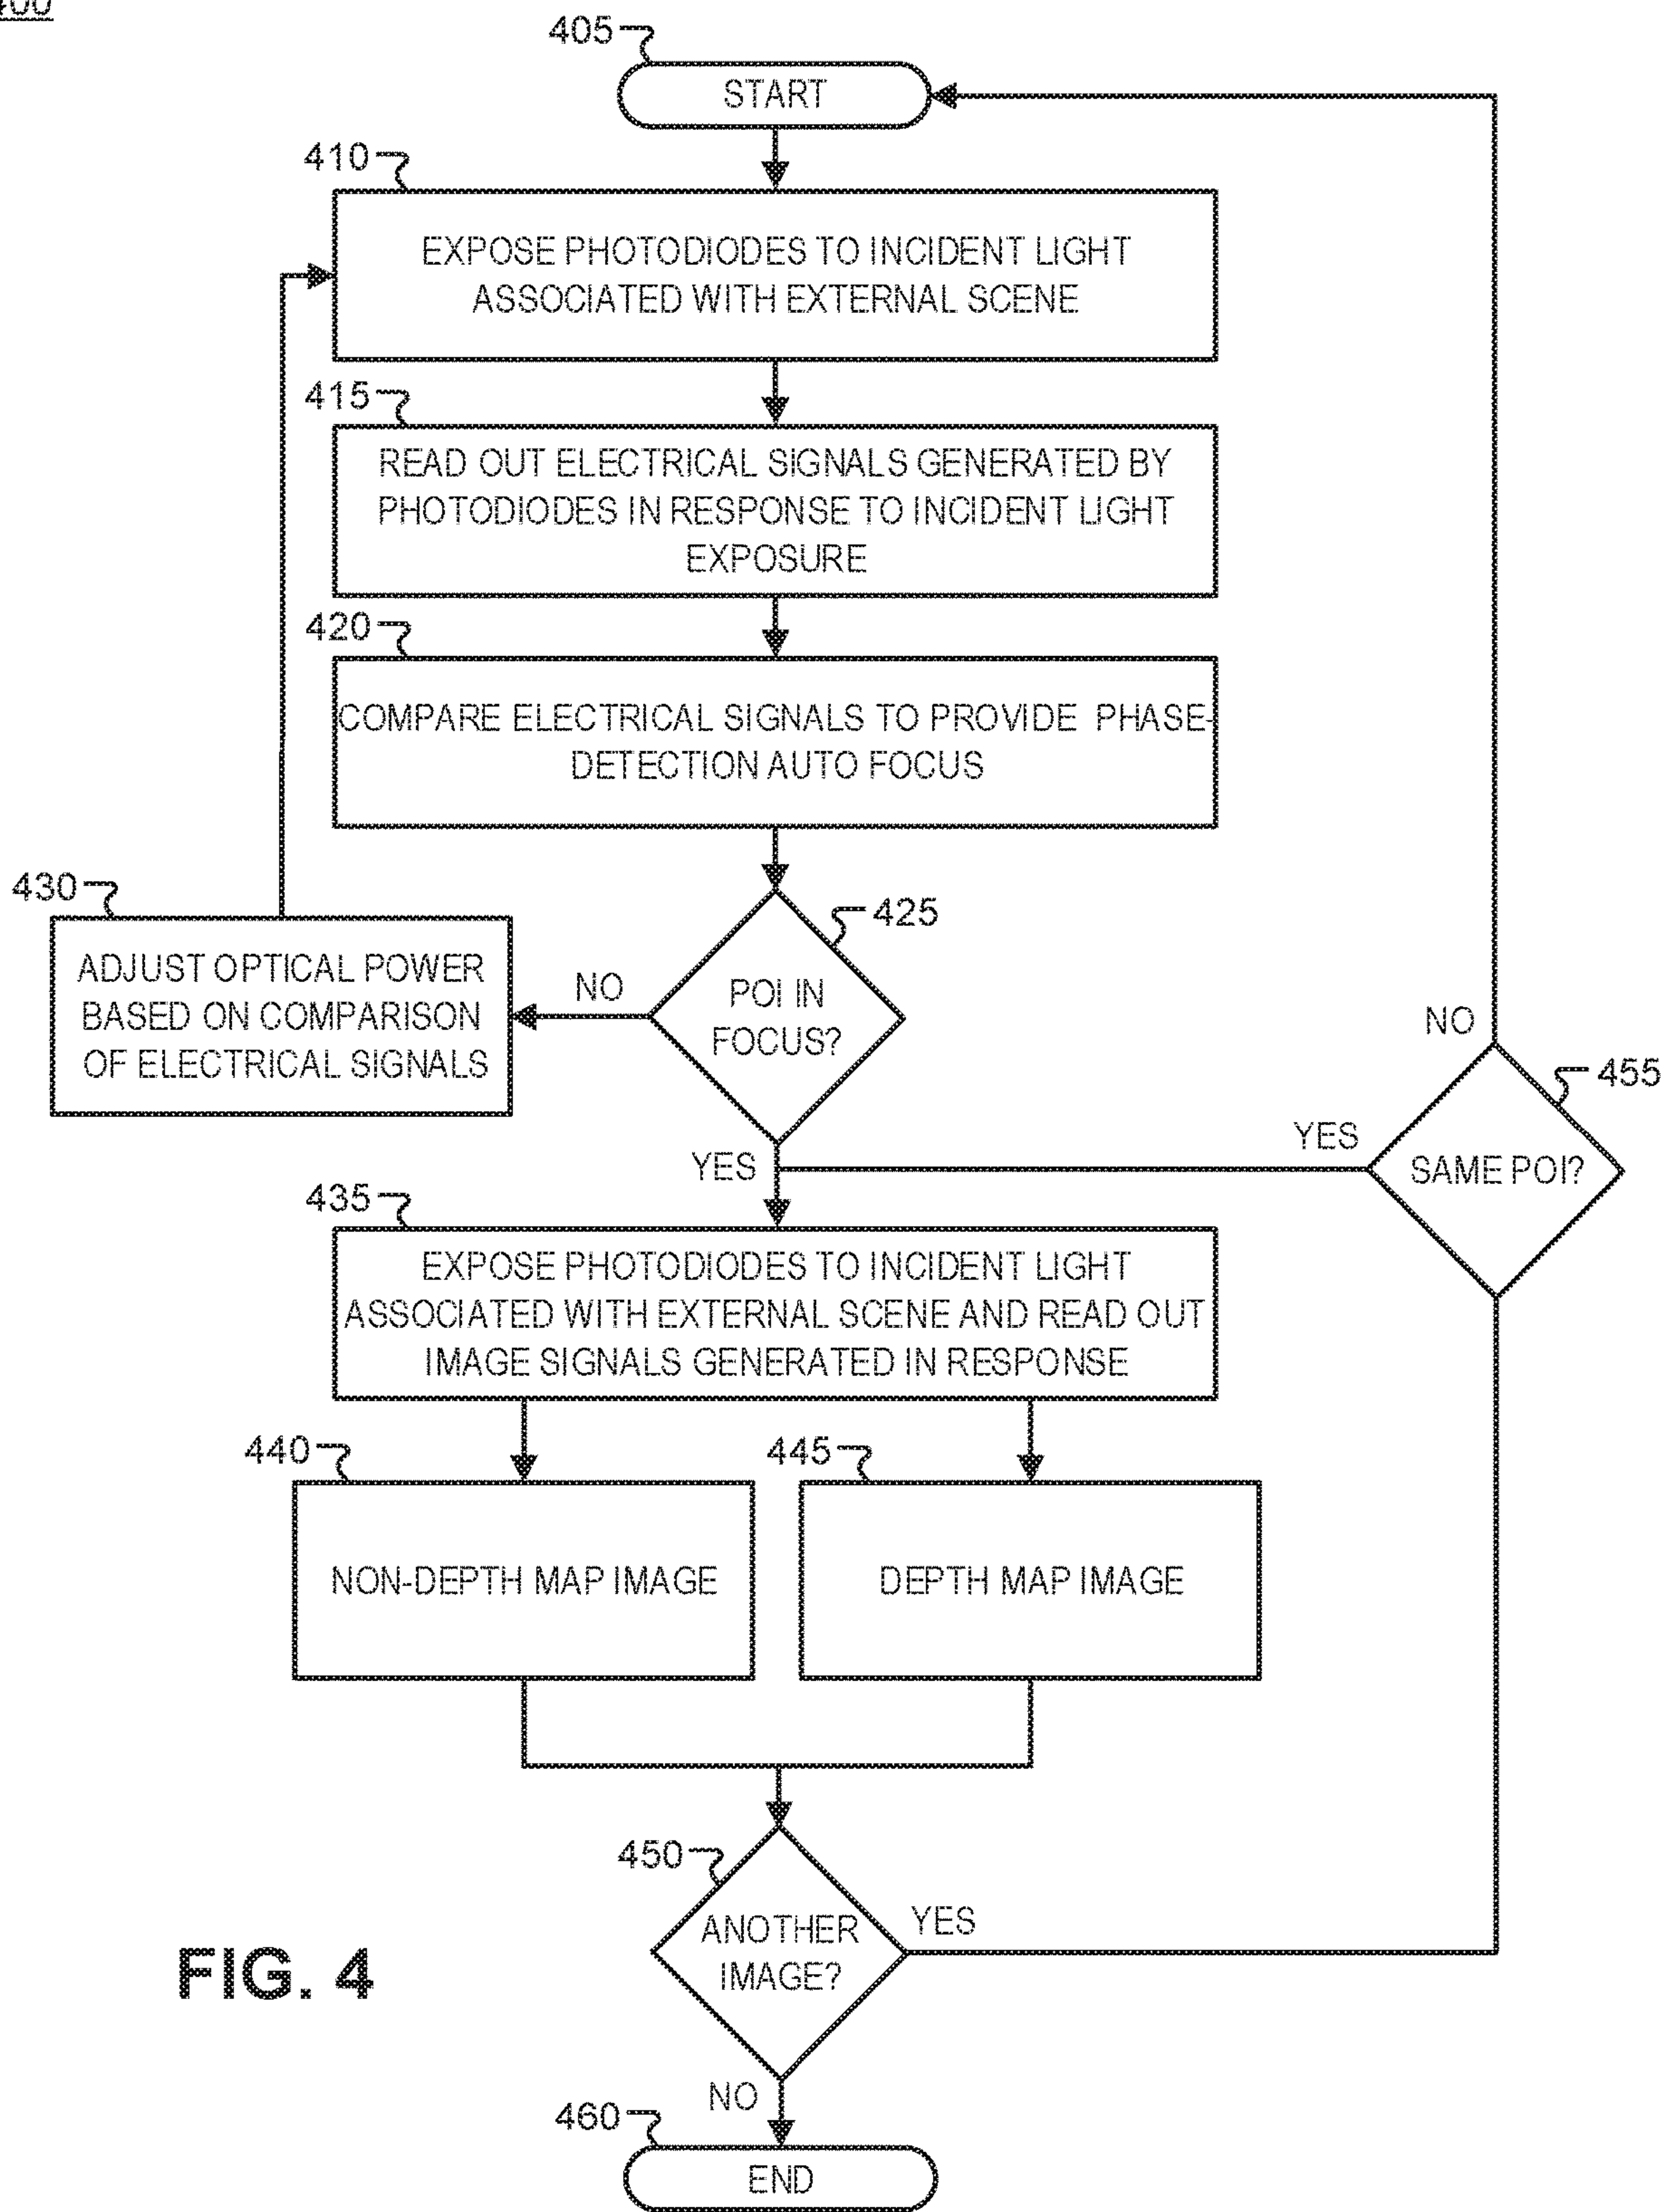 400
405
START
410
EXPOSE PHOTODIODES TO INCIDENT LIGHT
ASSOCIATED WITH EXTERNAL SCENE
415
READ OUT ELECTRICAL SIGNALS GENERATED BY
PHOTODIODES IN RESPONSE TO INCIDENT LIGHT
EXPOSURE
420
COMPARE ELECTRICAL SIGNALS TO PROVIDE PHASE-
DETECTION AUTO FOCUS
430
ADJUST OPTICAL POWER
BASED ON COMPARISON
OF ELECTRICAL SIGNALS
NO
425
POI IN
FOCUS?
YES
NO
455
SAME POI?
YES
435
EXPOSE PHOTODIODES TO INCIDENT LIGHT
ASSOCIATED WITH EXTERNAL SCENE AND READ OUT
IMAGE SIGNALS GENERATED IN RESPONSE
440
NON-DEPTH MAP IMAGE
445
DEPTH MAP IMAGE
450
ANOTHER
IMAGE?
YES
NO
460
END
FIG. 4